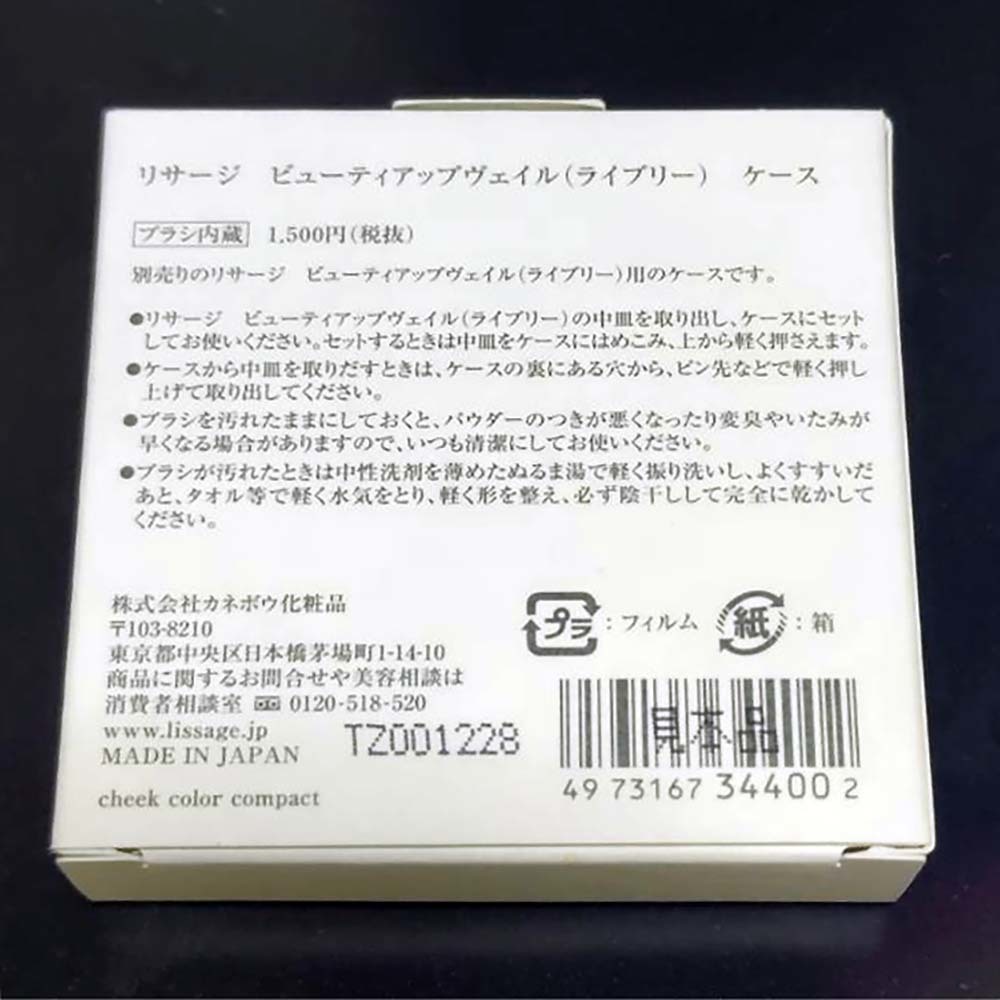 リサージ　ビューティアップヴェイル（ライブリー）　ケース
ブラシ内蔵 1,500円（税抜）
別売りのリサージ　ビューティアップヴェイル（ライブリー）用のケースです。
●リサージ　ビューティアップヴェイル（ライブリー）の中皿を取り出し、ケースにセット
してお使いください。セットするときは中皿をケースにはめこみ、上から軽く押さえます。
●ケースから中皿を取りだすときは、ケースの裏にある穴から、ピン先などで軽く押し
上げて取り出してください。
●ブラシを汚れたままにしておくと、パウダーのつきが悪くなったり変臭やいたみが
早くなる場合がありますので、いつも清潔にしてお使いください。
●ブラシが汚れたときは中性洗剤を薄めたぬるま湯で軽く振り洗いし、よくすすいだ
あと、タオル等で軽く水気をとり、軽く形を整え、必ず陰干しして完全に乾かして
ください。
株式会社カネボウ化粧品
〒103-8210
東京都中央区日本橋茅場町1-14-10
商品に関するお問合せや美容相談は
消費者相談室 0120-518-520
www.lissage.jp
MADE IN JAPAN
TZ001228
cheek color compact
プラ：フィルム 紙：箱
見本品
4973167344002